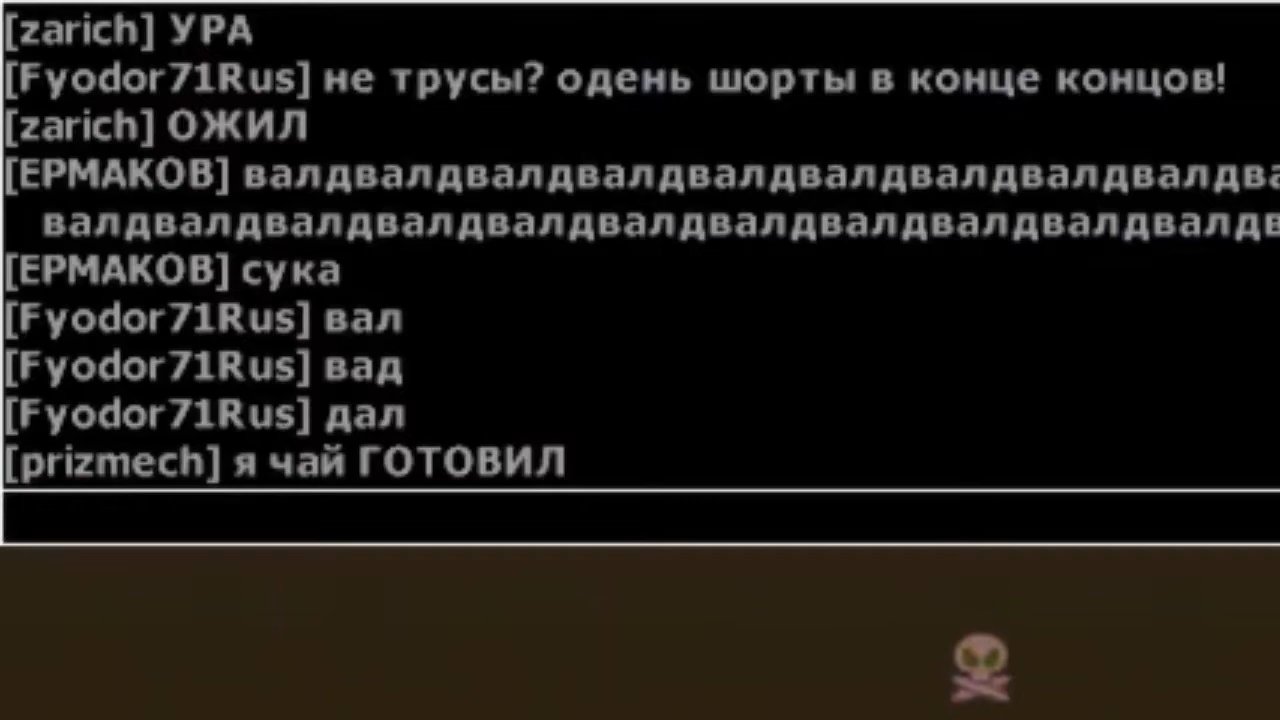 [zarich] УРА
[Fyodor71Rus] не трусы? одень шорты в конце концов!
[zarich] ОЖИЛ
[ЕРМАКОВ] валдвалдвалдвалдвалдвалдвалдвалдвалдва
валдвалдвалдвалдвалдвалдвалдвалдвалдвалдвалдв
[ЕРМАКОВ] сука
[Fyodor71Rus] вал
[Fyodor71Rus] вад
[Fyodor71Rus] дал
[prizmech] я чай ГОТОВИЛ